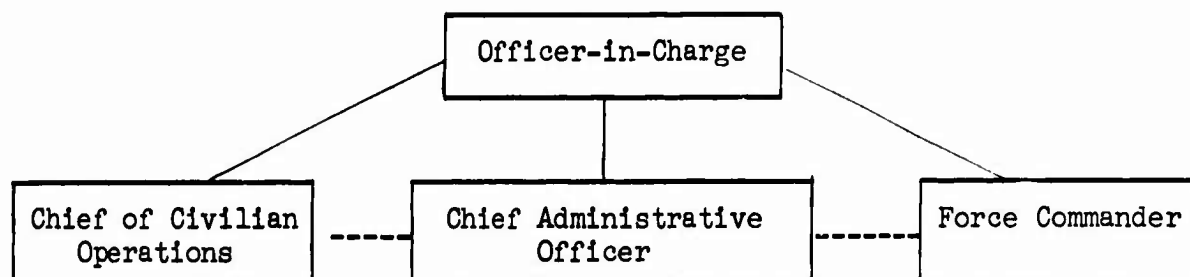 Officer-in-Charge
Chief of Civilian
Operations
Chief Administrative
Officer
Force Commander